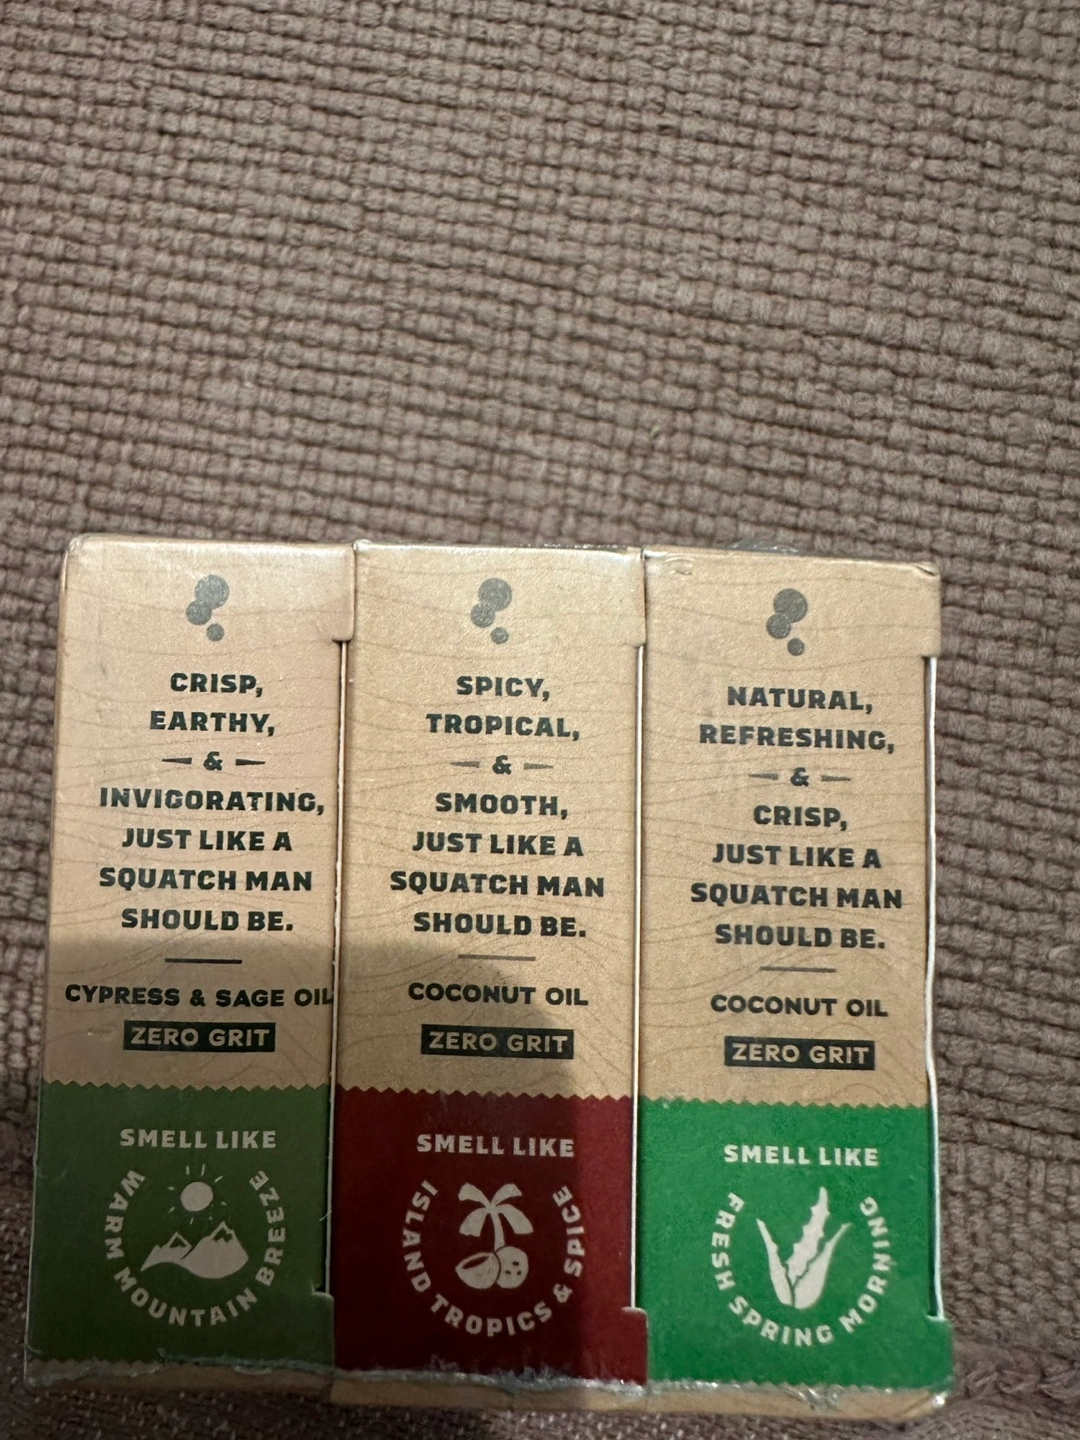 CRISP,
EARTHY,
&
INVIGORATING,
JUST LIKE A
SQUATCH MAN
SHOULD BE.
CYPRESS & SAGE OIL
ZERO GRIT
SMELL LIKE
WARM MOUNTAIN BREEZE
SPICY,
TROPICAL,
&
SMOOTH,
JUST LIKE A
SQUATCH MAN
SHOULD BE.
COCONUT OIL
ZERO GRIT
SMELL LIKE
ISLAND TROPICS & SPICE
NATURAL,
REFRESHING,
&
CRISP,
JUST LIKE A
SQUATCH MAN
SHOULD BE.
COCONUT OIL
ZERO GRIT
SMELL LIKE
FRESH SPRING MORNING